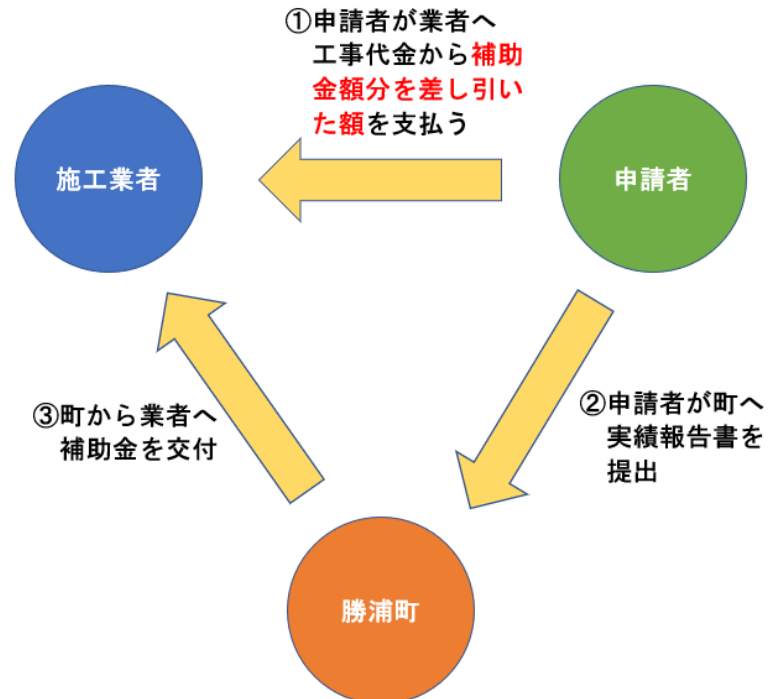 ①申請者が業者へ
工事代金から補助
金額分を差し引い
た額を支払う
施工業者
申請者
③町から業者へ
補助金を交付
②申請者が町へ
実績報告書を
提出
勝浦町